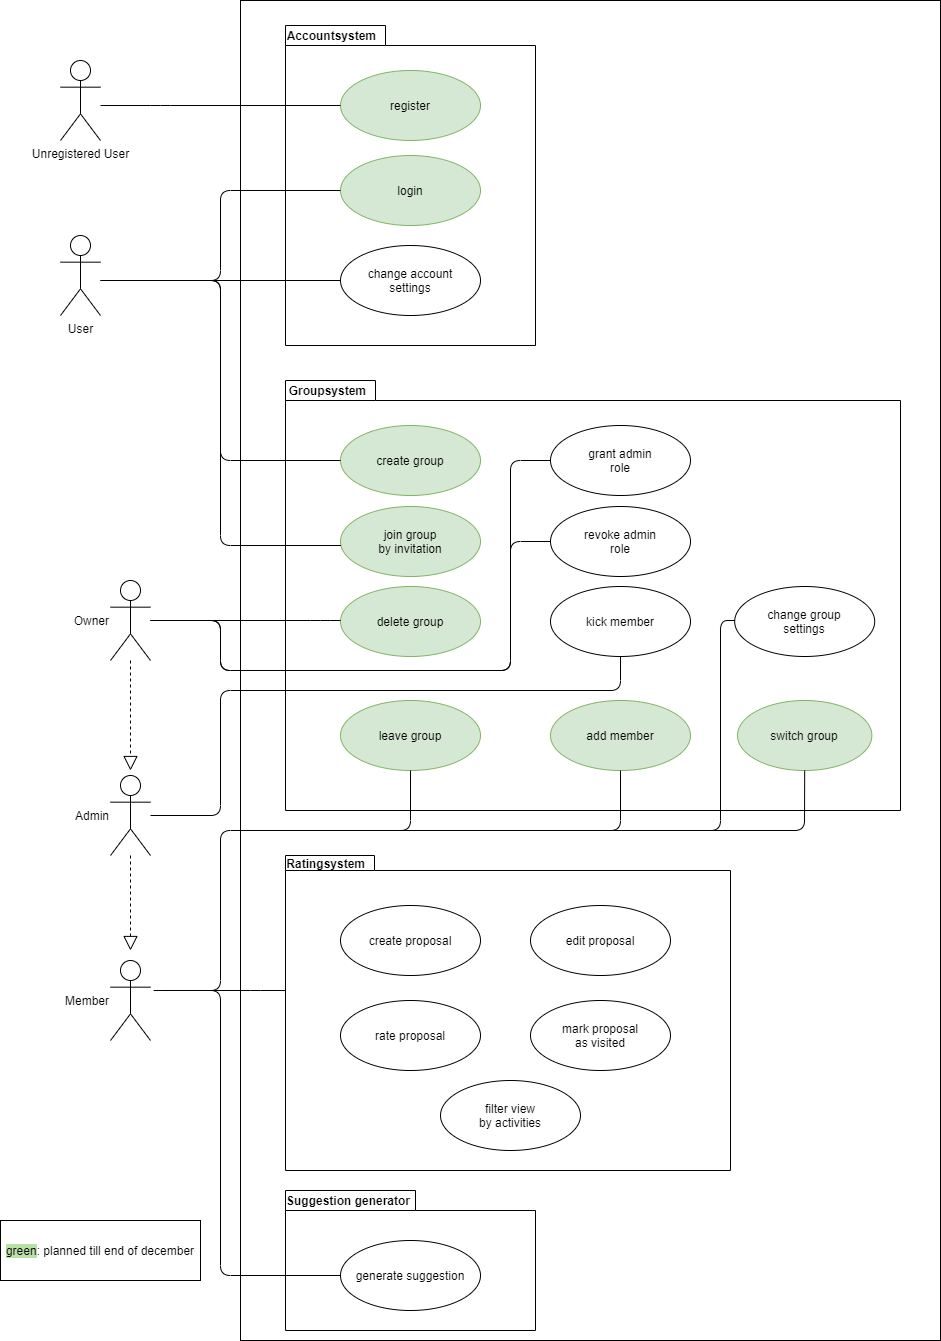 Accountsystem
register
Unregistered User
login
change account
settings
User
Groupsystem
create group
grant admin
role
join group
by invitation
revoke admin
role
Owner
delete group
kick member
change group
settings
leave group
add member
switch group
Admin
Ratingsystem
create proposal
edit proposal
Member
rate proposal
mark proposal
as visited
filter view
by activities
Suggestion generator
green: planned till end of december
generate suggestion